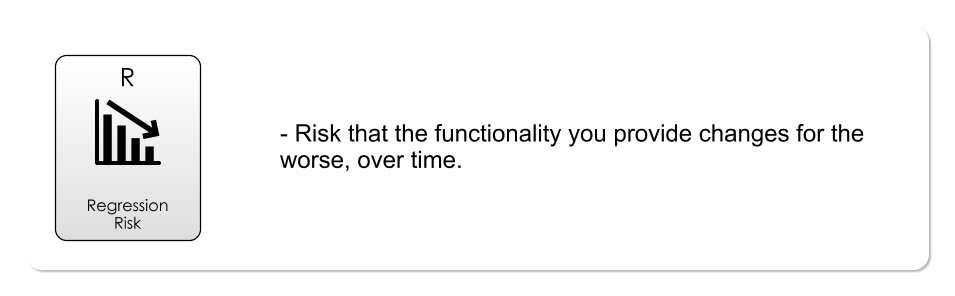 R
Regression
Risk
- Risk that the functionality you provide changes for the
worse, over time.